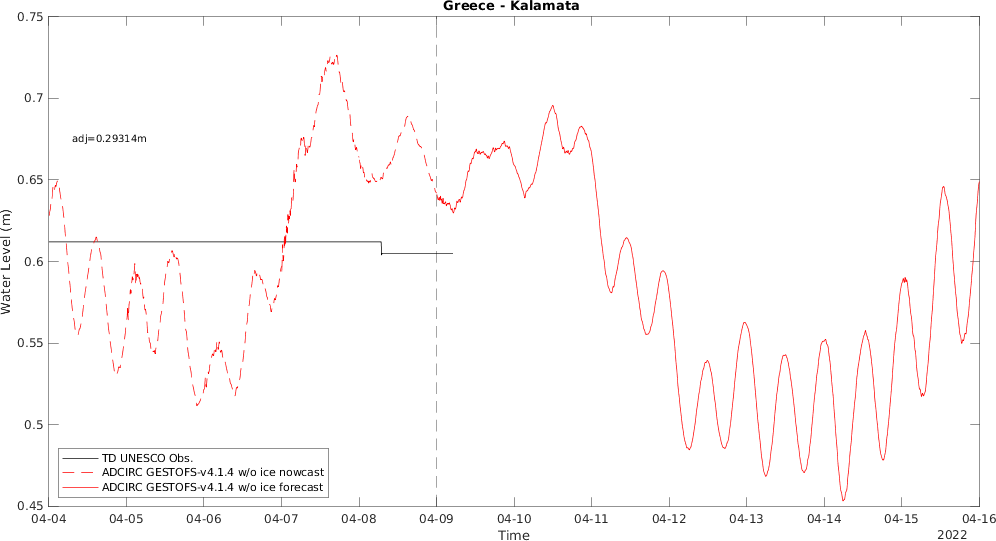 Greece - Kalamata
0.75
0.7
0.65
0.6
0.55
0.5
0.45
Water Level (m)
adj=0.29314m
TD UNESCO Obs.
ADCIRC GESTOFS-v4.1.4 w/o ice nowcast
ADCIRC GESTOFS-v4.1.4 w/o ice forecast
04-04 04-05 04-06 04-07 04-08 04-09 04-10 04-11 04-12 04-13 04-14 04-15 04-16
Time
2022